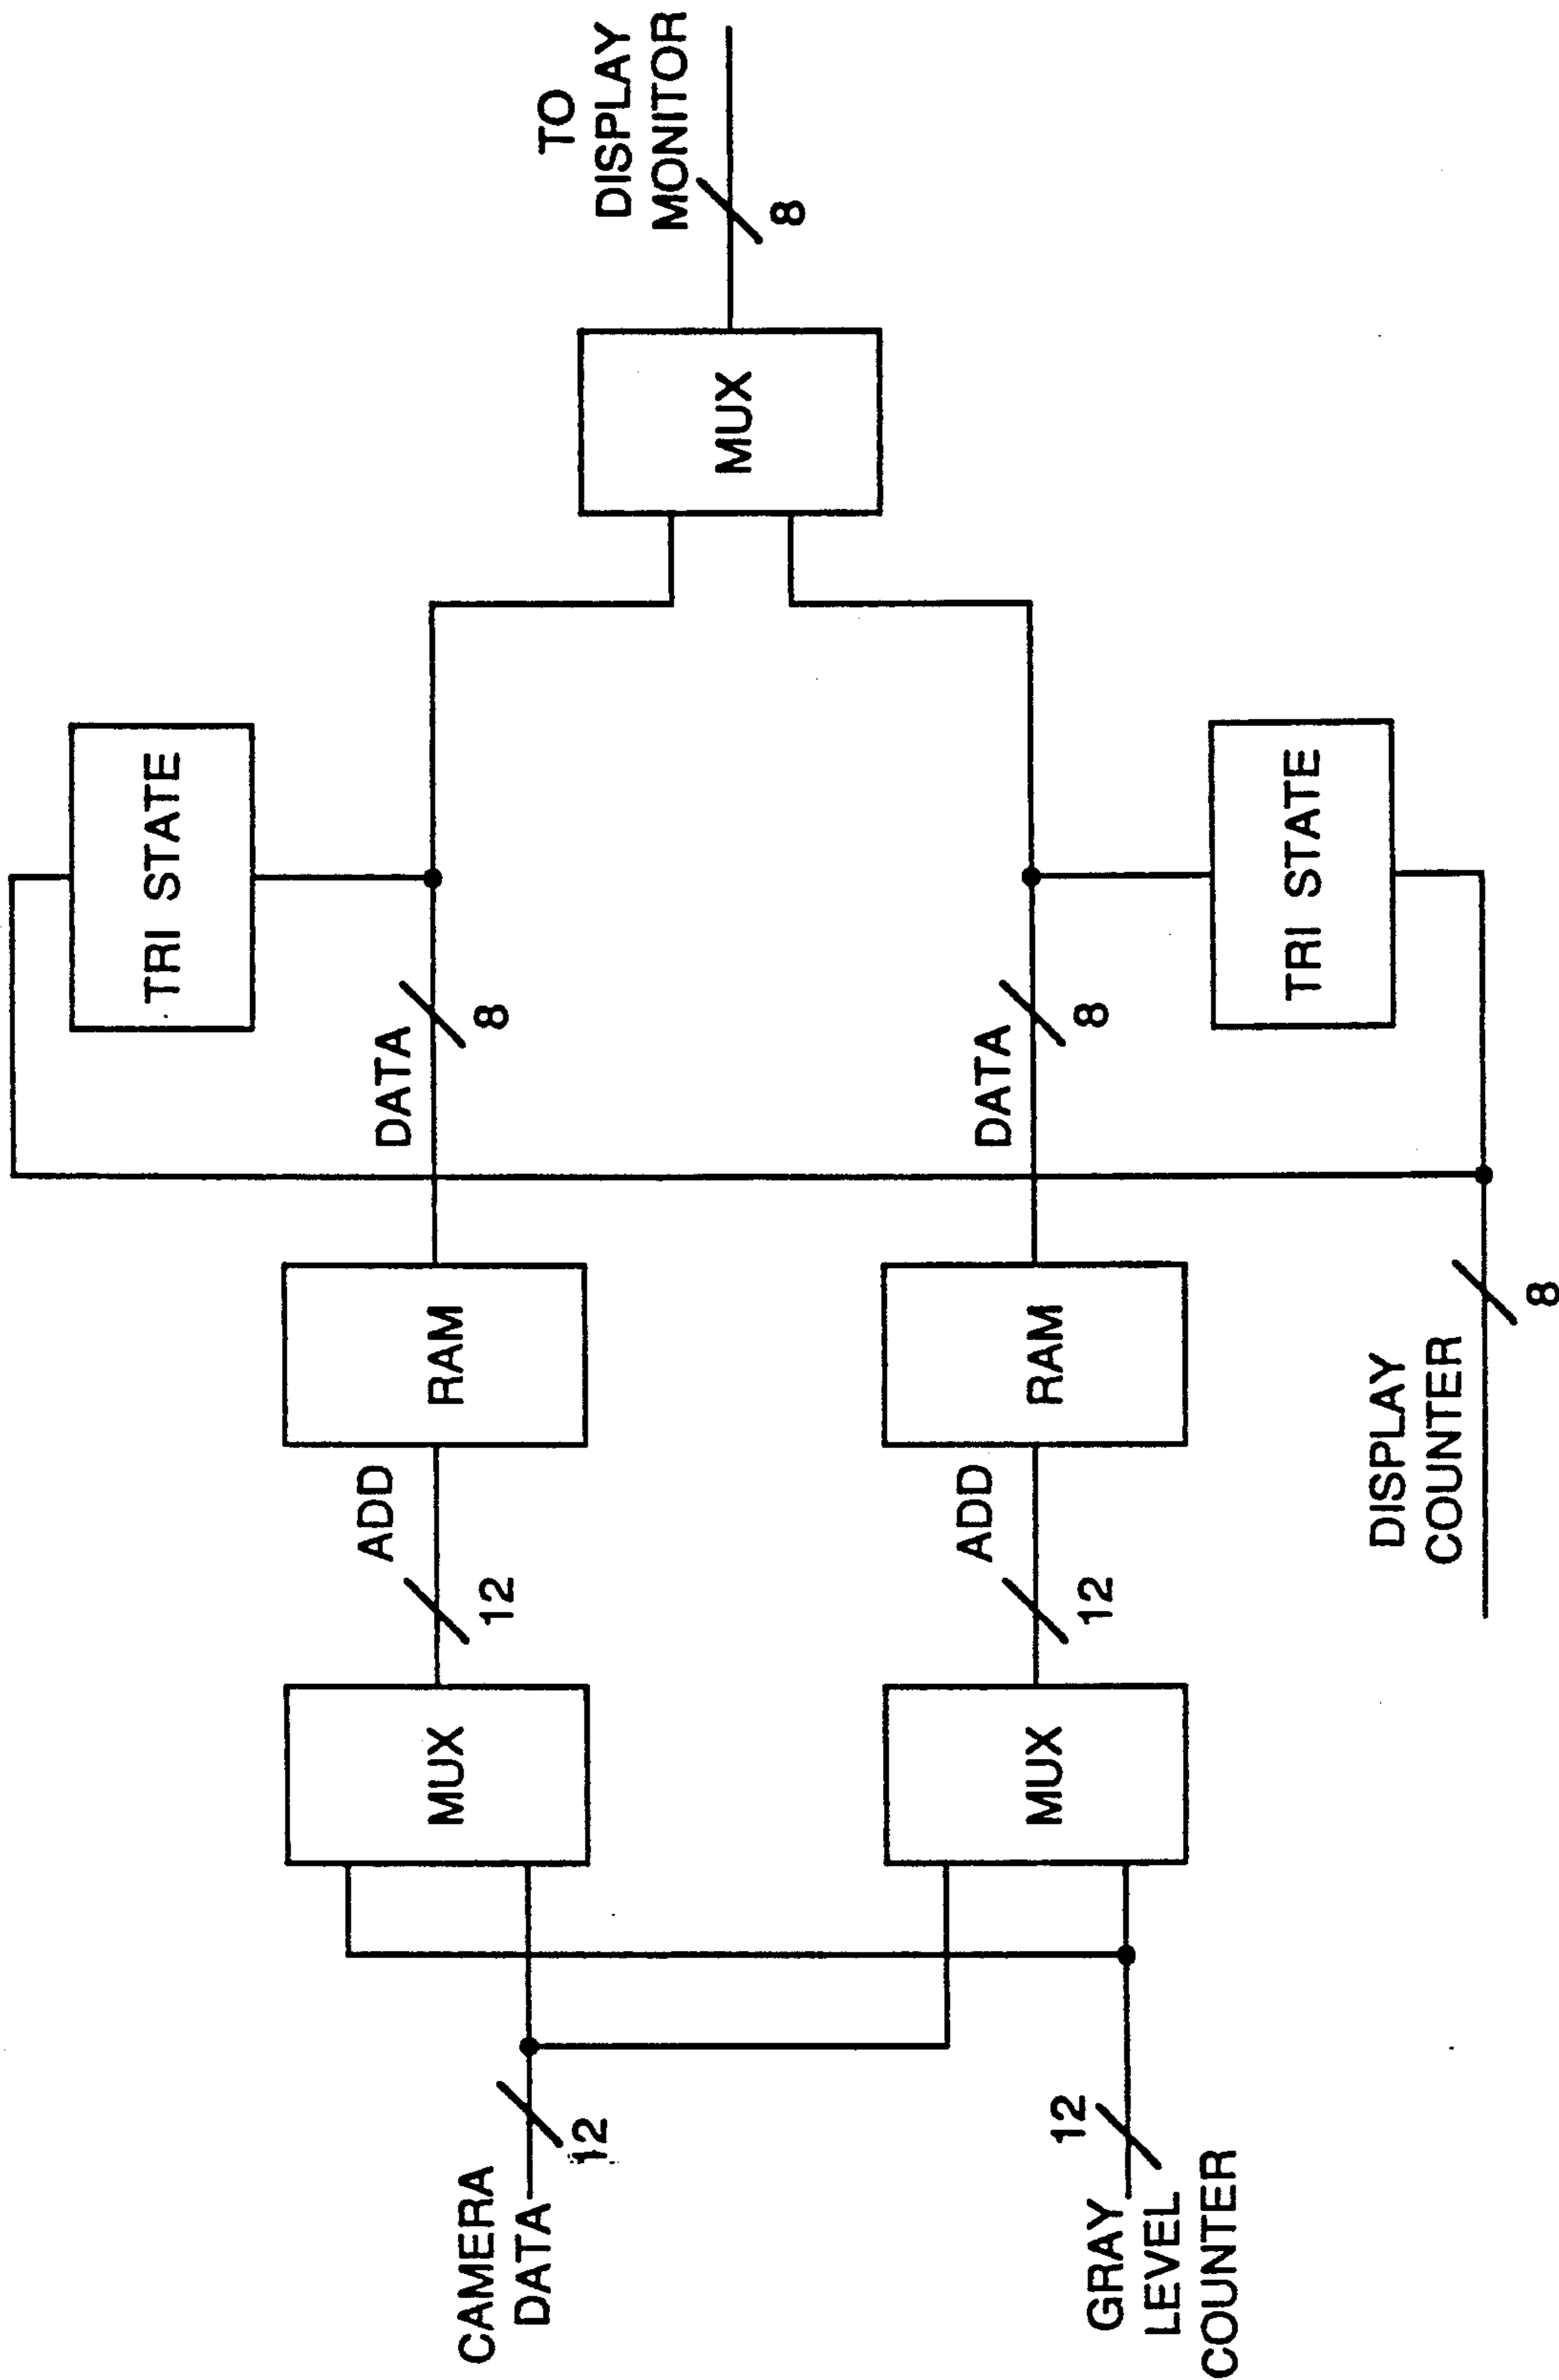 TO
DISPLAY
MONITOR
8
MUX
TRI STATE
TRI STATE
DATA
8
DATA
8
RAM
RAM
ADD
12
ADD
12
DISPLAY
COUNTER
8
MUX
MUX
CAMERA
DATA
12
GRAY
LEVEL
COUNTER
12